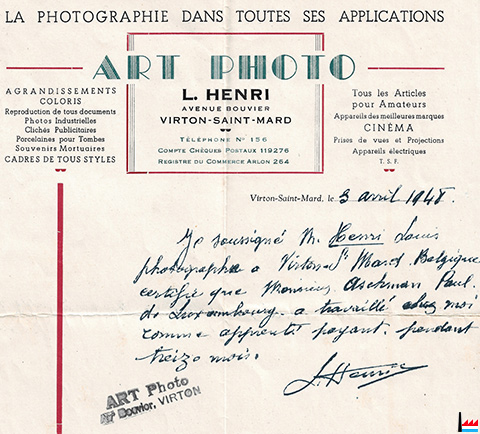 LA PHOTOGRAPHIE DANS TOUTES SES APPLICATIONS
ART PHOTO
AGRANDISSEMENTS
COLORIS
Reproduction de tous documents
Photos Industrielles
Clichés Publicitaires
Porcelaines pour Tombes
Souvenirs Mortuaires
CADRES DE TOUS STYLES
L. HENRI
AVENUE BOUVIER
VIRTON-SAINT-MARD
TÉLÉPHONE N° 156
COMPTE CHÈQUES POSTAUX 119276
REGISTRE DU COMMERCE ARLON 264
Tous les Articles
pour Amateurs
Appareils des meilleures marques
CINÉMA
Prises de vues et Projections
Appareils électriques
T. S. F.
Virton-Saint-Mard, le 3 avril 1948
Je soussigné M. Henri Louis
photographe a Virton-St Mard Belgique
certifie que Monsieur Aschman Paul.
de Luxembourg. a travaillé chez moi
comme apprenti payant, pendant
treize mois.
L. Henri
ART Photo
Bouvier, VIRTON